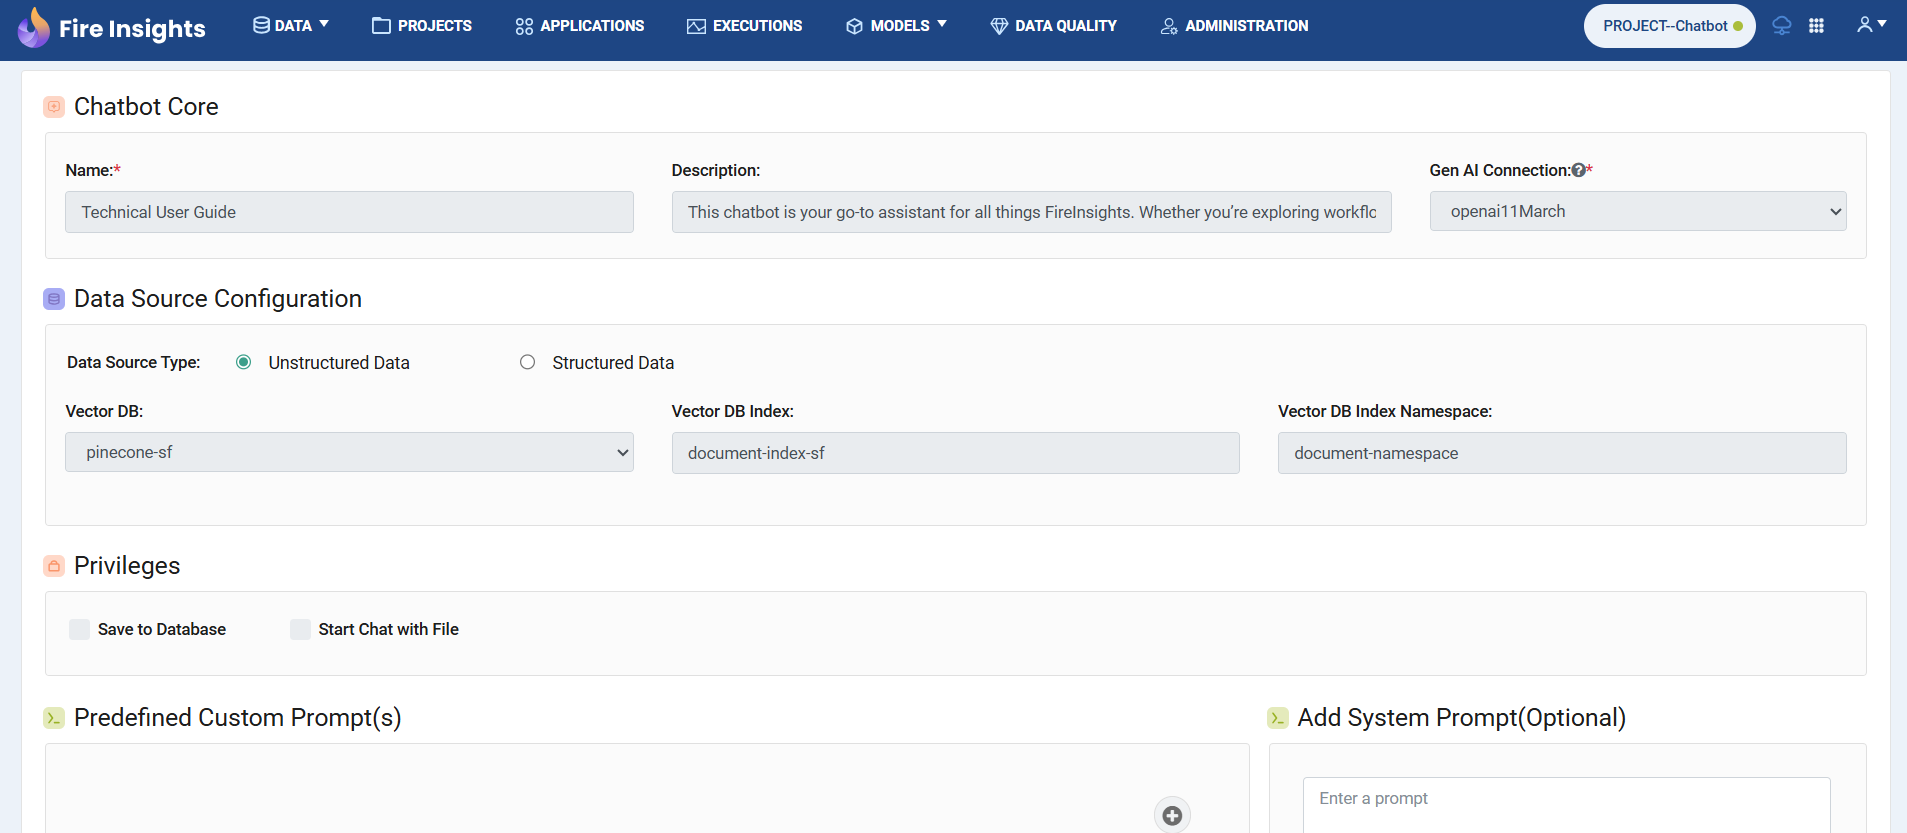 Fire Insights DATA PROJECTS APPLICATIONS EXECUTIONS MODELS DATA QUALITY ADMINISTRATION PROJECT--Chatbot
Chatbot Core
Name:* Description: Gen AI Connection:?*
Technical User Guide This chatbot is your go-to assistant for all things FireInsights. Whether you’re exploring workflo openai11March
Data Source Configuration
Data Source Type: Unstructured Data Structured Data
Vector DB: Vector DB Index: Vector DB Index Namespace:
pinecone-sf document-index-sf document-namespace
Privileges
Save to Database Start Chat with File
Predefined Custom Prompt(s) Add System Prompt(Optional)
Enter a prompt